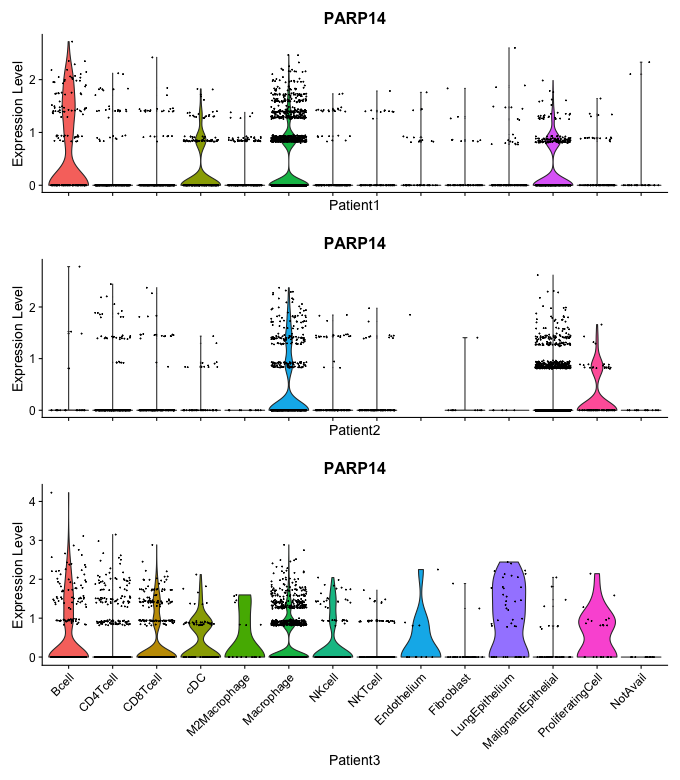 PARP14
Expression Level
2
1
0
Patient1
PARP14
Expression Level
2
1
0
Patient2
PARP14
Expression Level
4
3
2
1
0
Bcell
CD4Tcell
CD8Tcell
cDC
M2Macrophage
Macrophage
NKcell
NKTcell
Endothelium
Fibroblast
LungEpithelium
MalignantEpithelial
ProliferatingCell
NotAvail
Patient3